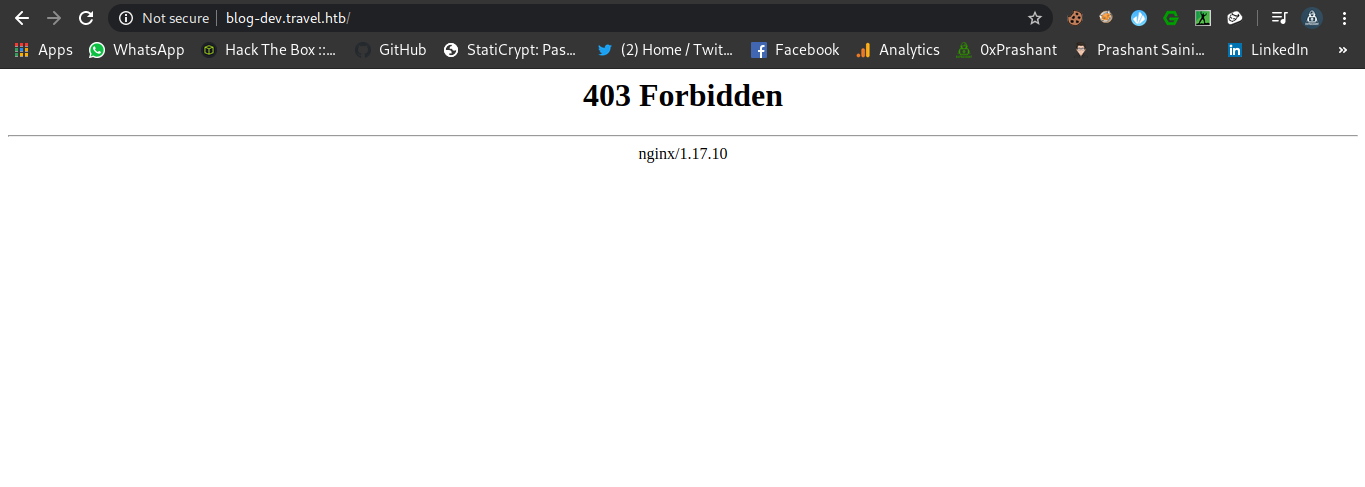 Not secure blog-dev.travel.htb/
Apps WhatsApp Hack The Box ::... GitHub StatiCrypt: Pas... (2) Home / Twit... Facebook Analytics 0xPrashant Prashant Saini... LinkedIn »
403 Forbidden
nginx/1.17.10